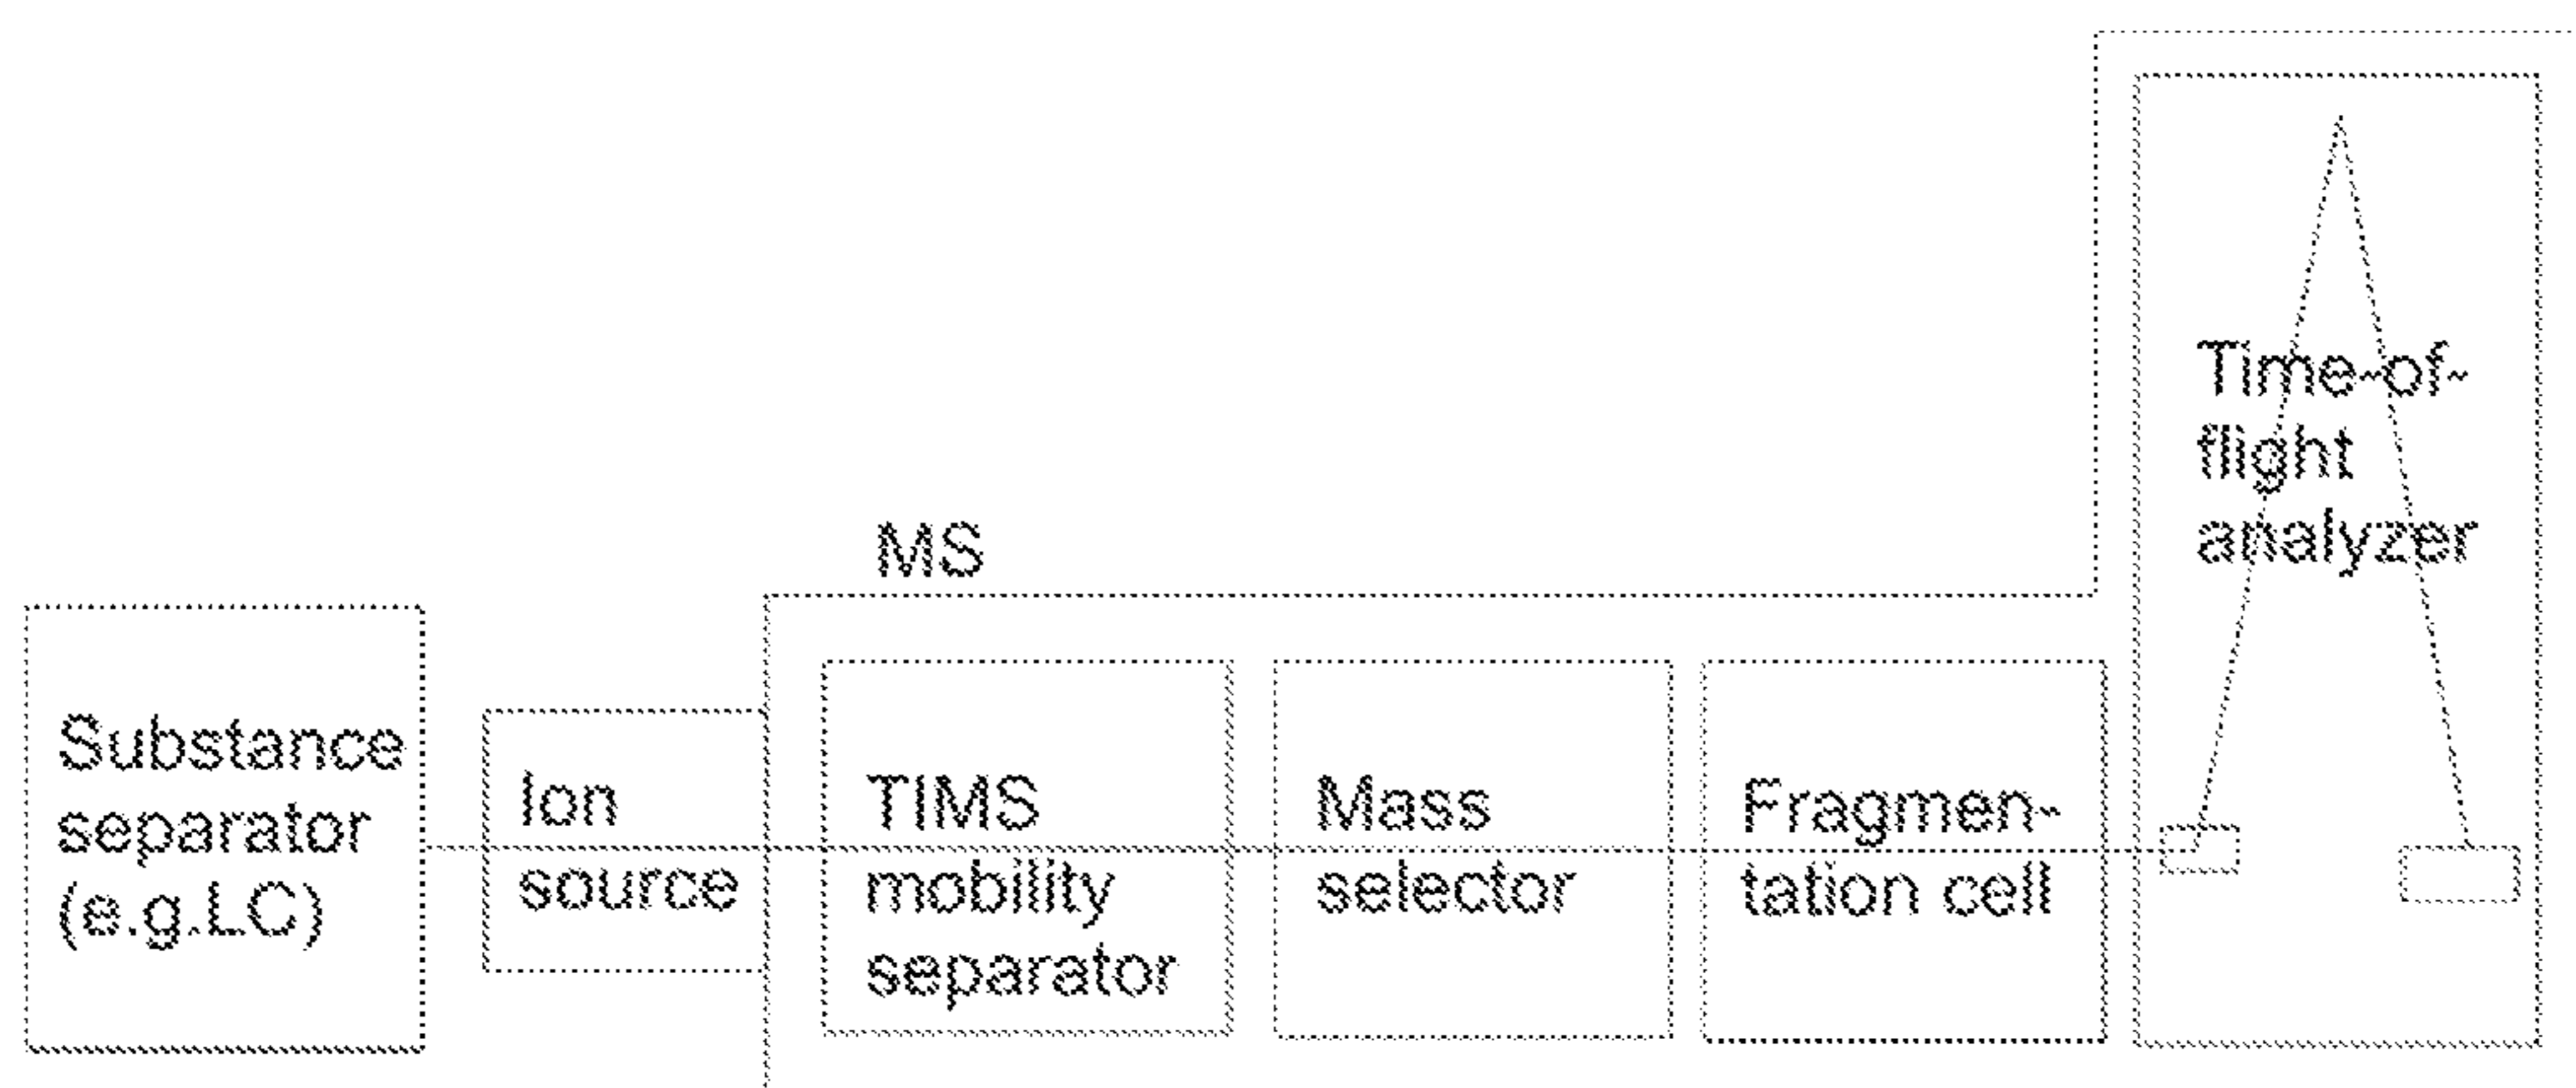 Time-of-
flight
analyzer
MS
Substance
separator
(e.g.LC)
Ion
source
TIMS
mobility
separator
Mass
selector
Fragmen-
tation cell